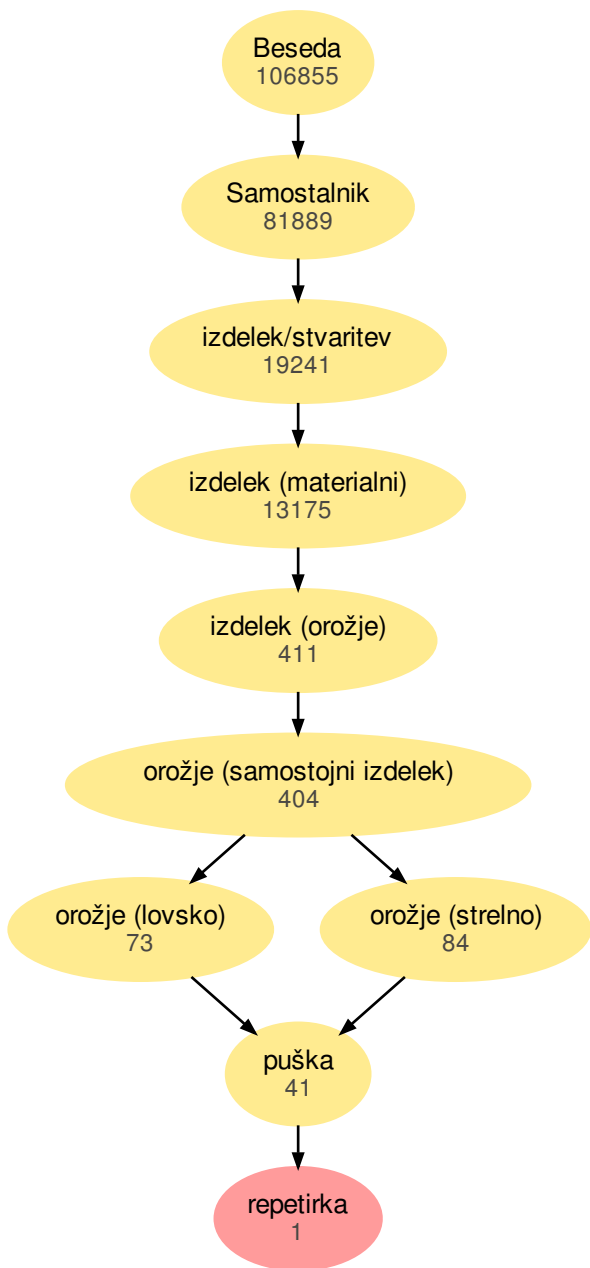 Beseda
106855
Samostalnik
81889
izdelek/stvaritev
19241
izdelek (materialni)
13175
izdelek (orožje)
411
orožje (samostojni izdelek)
404
orožje (lovsko)
73
orožje (strelno)
84
puška
41
repetirka
1